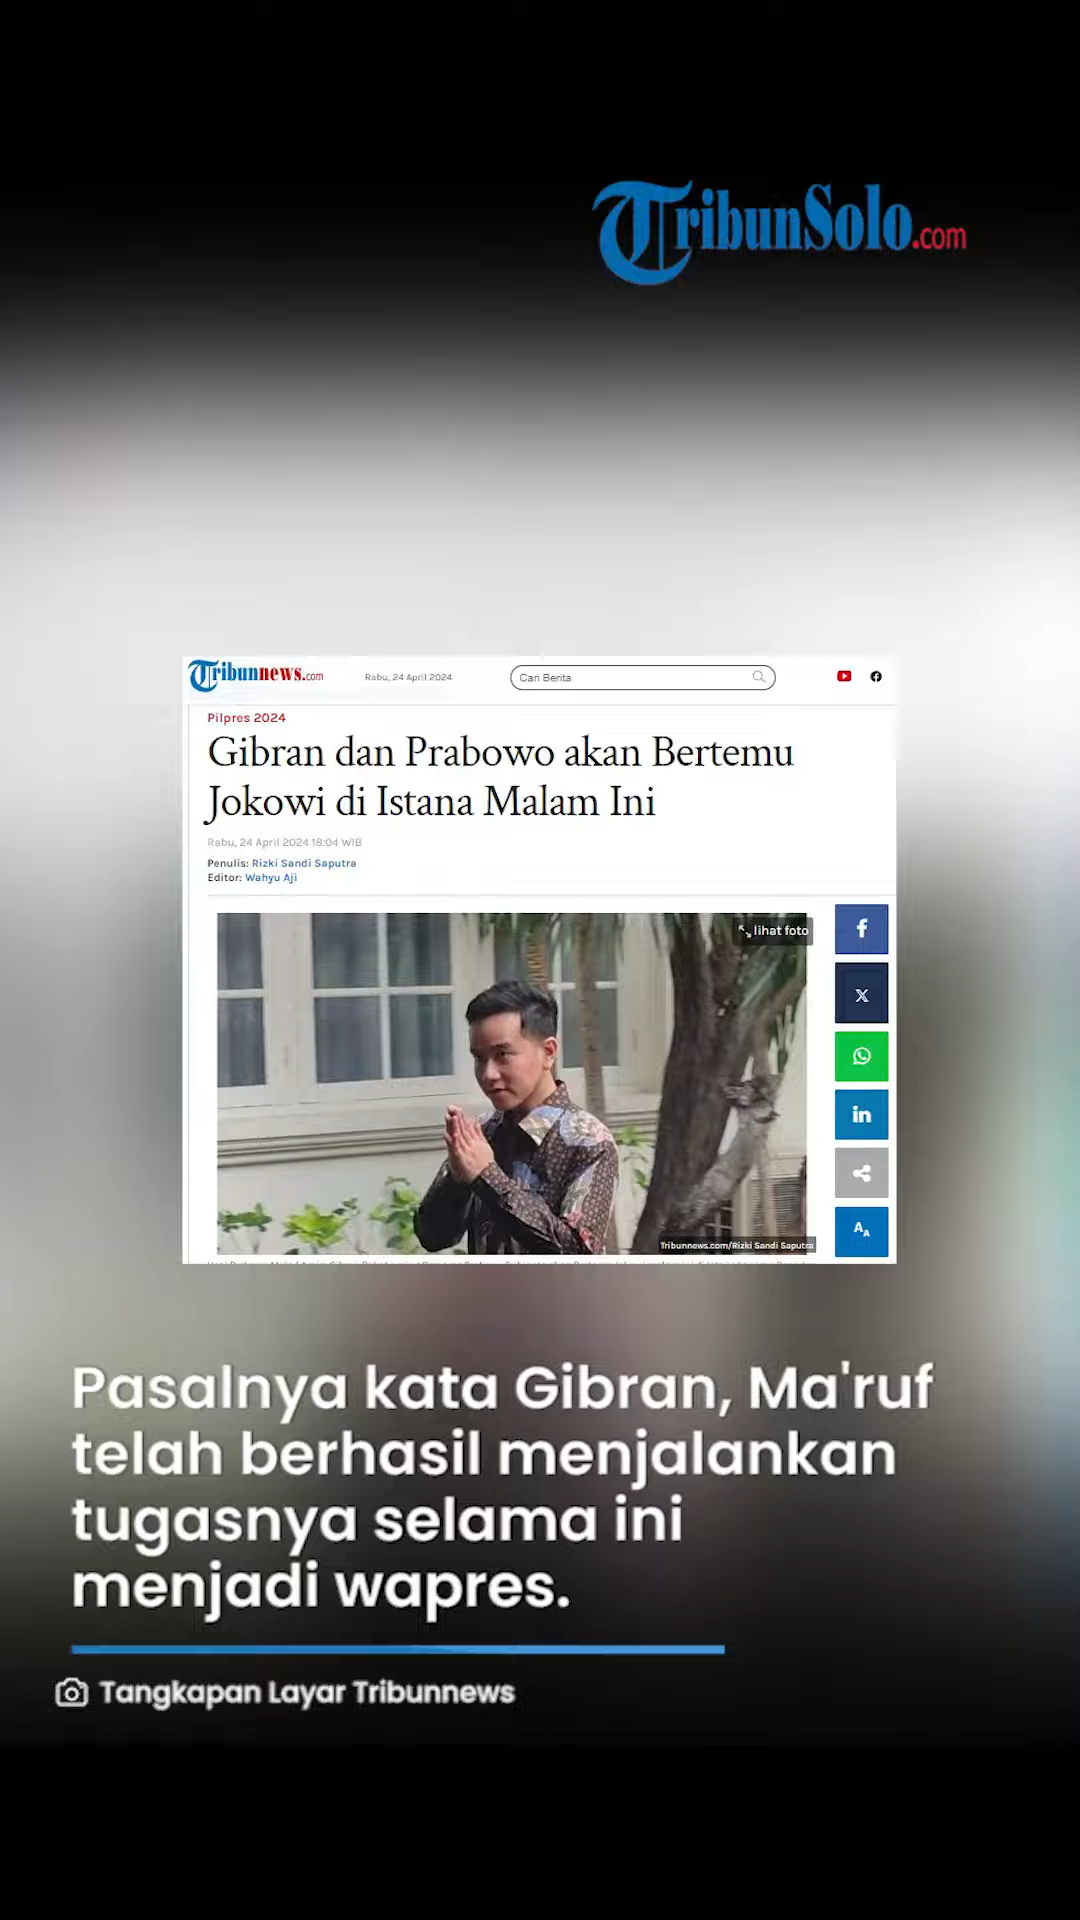 TribunSolo.com
Tribunnews.com
Rabu, 24 April 2024
Cari Berita
Pilpres 2024
Gibran dan Prabowo akan Bertemu
Jokowi di Istana Malam Ini
Rabu, 24 April 2024 18:04 WIB
Penulis: Rizki Sandi Saputra
Editor: Wahyu Aji
lihat foto
Tribunnews.com/Rizki Sandi Saputra
Pasalnya kata Gibran, Ma'ruf
telah berhasil menjalankan
tugasnya selama ini
menjadi wapres.
Tangkapan Layar Tribunnews